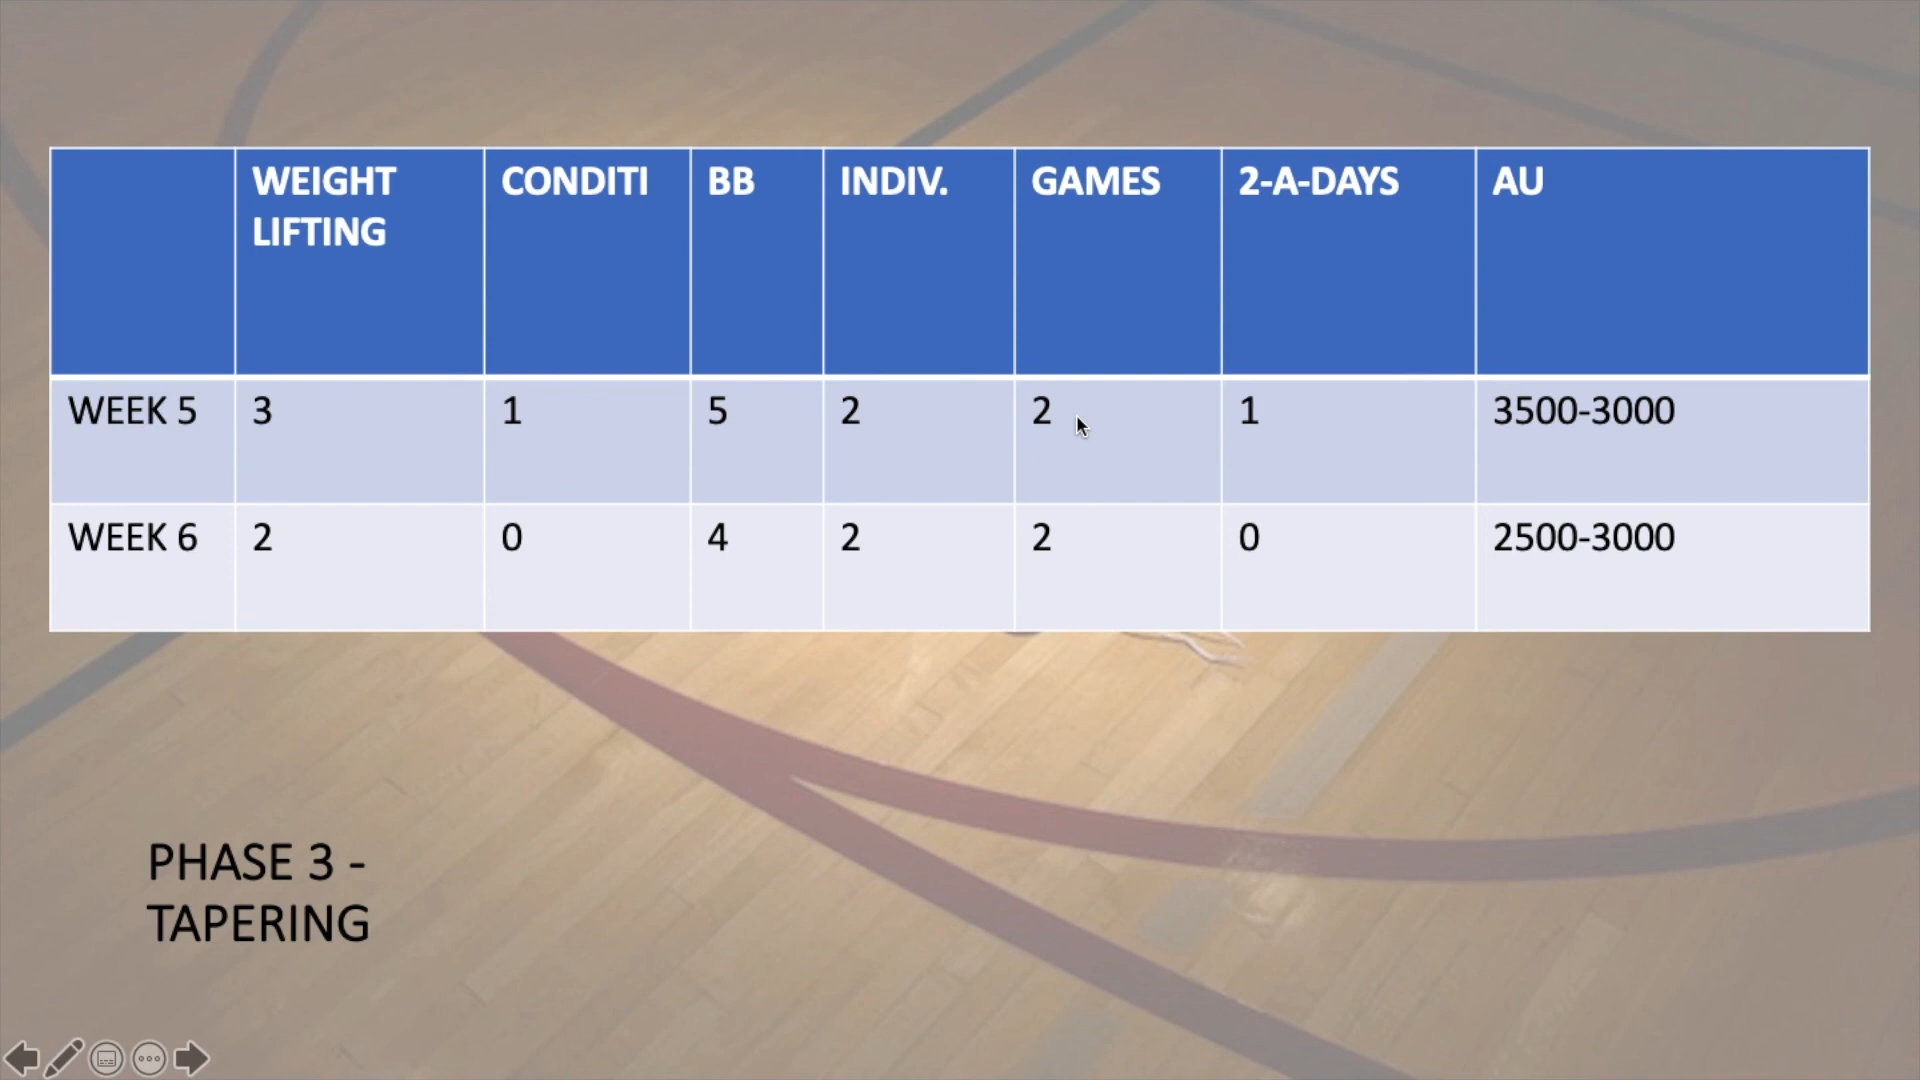 WEIGHT LIFTING CONDITI BB INDIV. GAMES 2-A-DAYS AU
WEEK 5 3 1 5 2 2 1 3500-3000
WEEK 6 2 0 4 2 2 0 2500-3000
PHASE 3 -
TAPERING